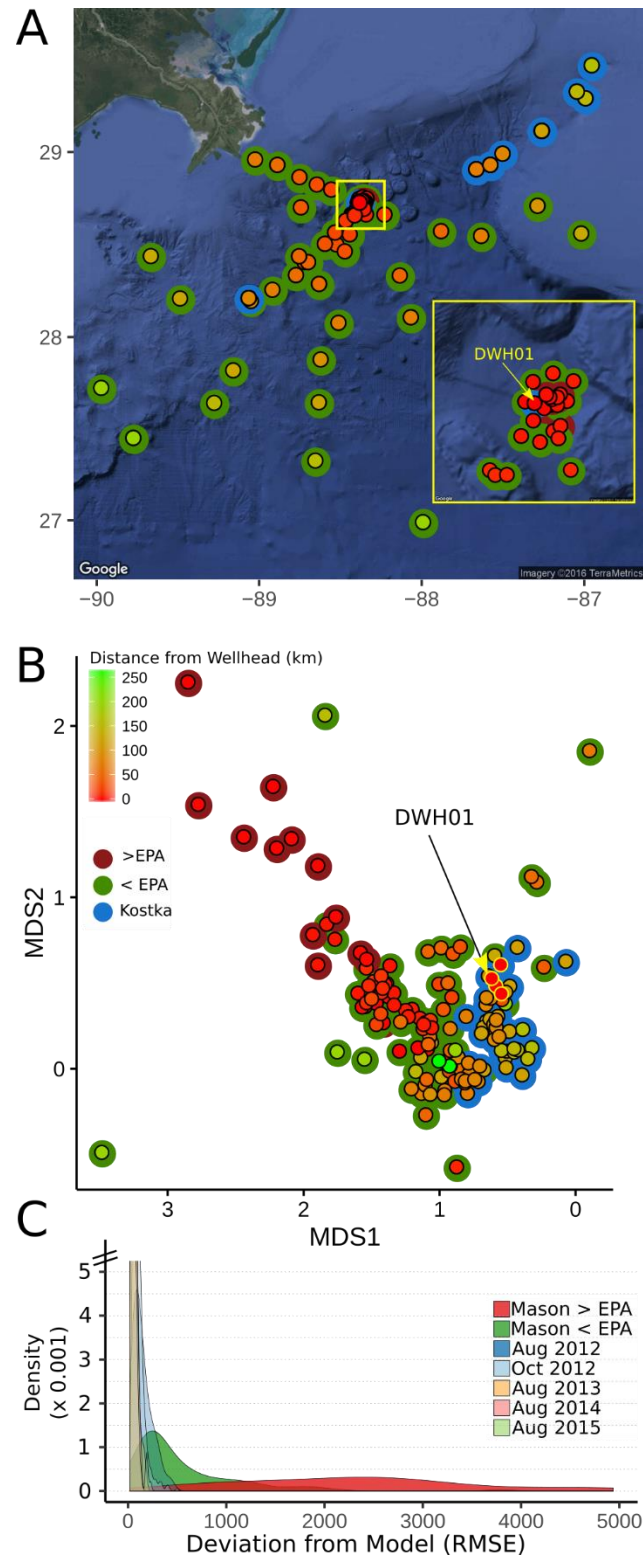 A
29
28
27
DWH01
Google
Google
Imagery ©2016 TerraMetrics
−90
−89
−88
−87
B
Distance from Wellhead (km)
250
200
150
100
50
0
>EPA
< EPA
Kostka
DWH01
MDS2
2
1
0
3
2
1
0
MDS1
C
Density
(x 0.001)
5
4
3
2
1
0
Mason > EPA
Mason < EPA
Aug 2012
Oct 2012
Aug 2013
Aug 2014
Aug 2015
0
1000
2000
3000
4000
5000
Deviation from Model (RMSE)